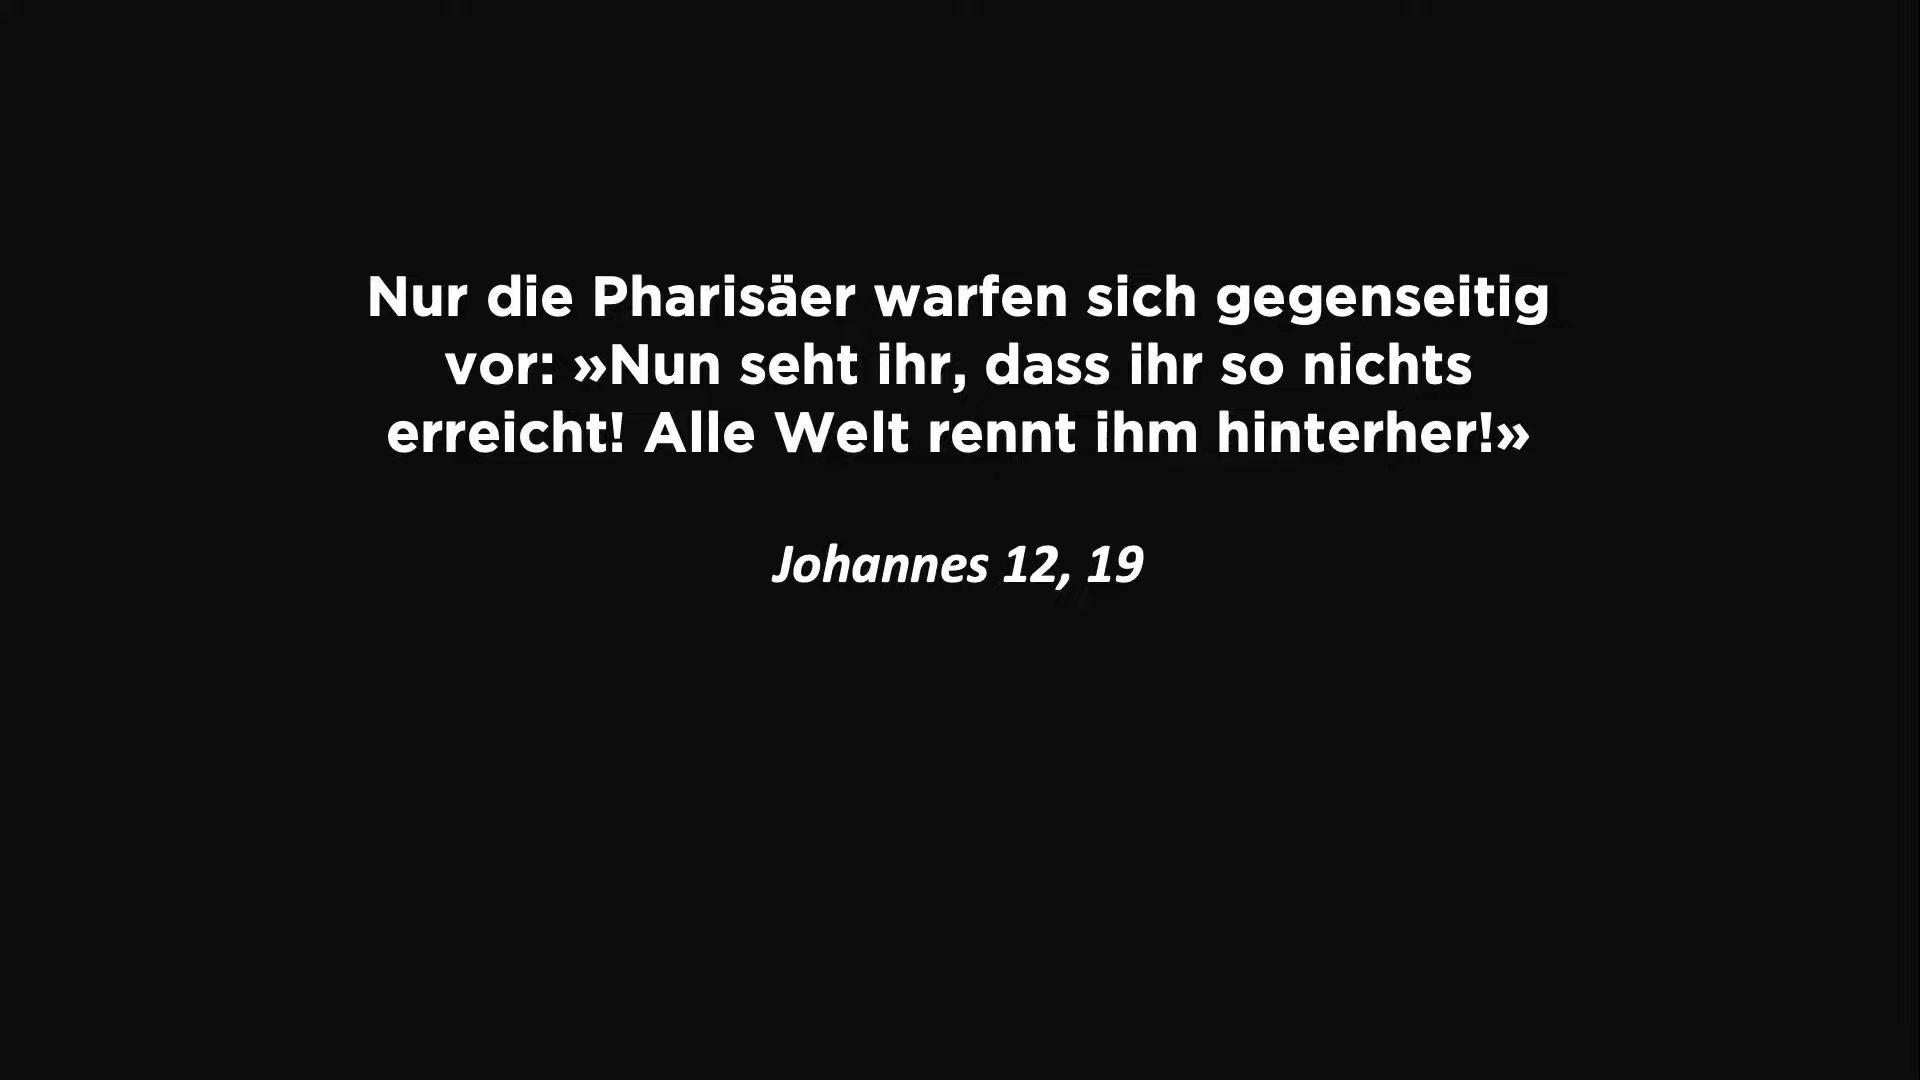 Nur die Pharisäer warfen sich gegenseitig
vor: »Nun seht ihr, dass ihr so nichts
erreicht! Alle Welt rennt ihm hinterher!»
Johannes 12, 19